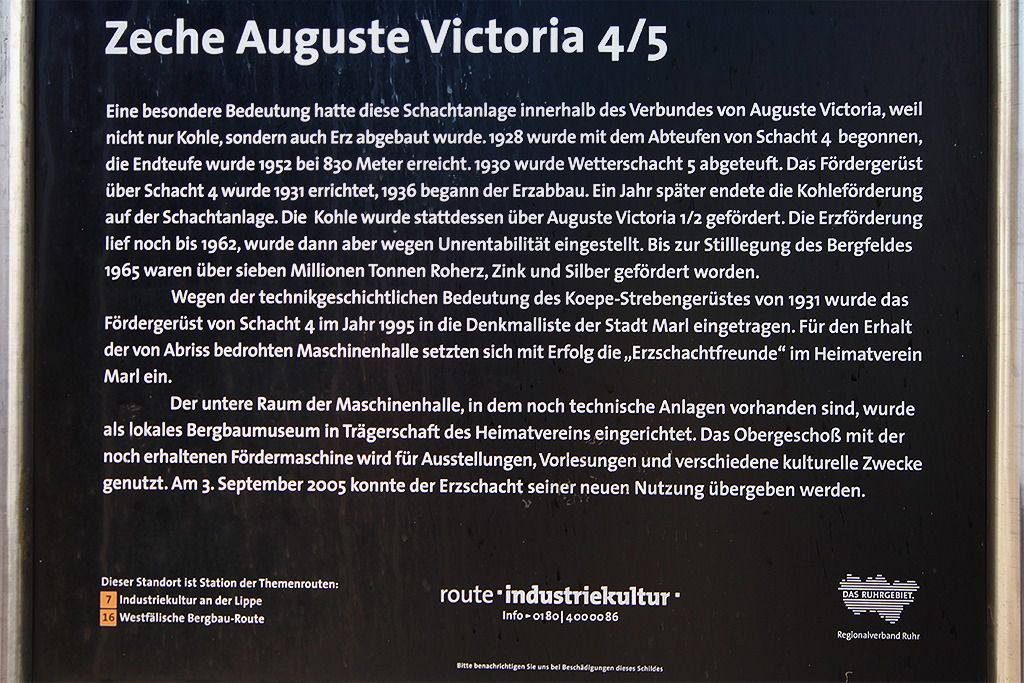 Zeche Auguste Victoria 4/5
Eine besondere Bedeutung hatte diese Schachtanlage innerhalb des Verbundes von Auguste Victoria, weil
nicht nur Kohle, sondern auch Erz abgebaut wurde. 1928 wurde mit dem Abteufen von Schacht 4 begonnen,
die Endteufe wurde 1952 bei 830 Meter erreicht. 1930 wurde Wetterschacht 5 abgeteuft. Das Fördergerüst
über Schacht 4 wurde 1931 errichtet, 1936 begann der Erzabbau. Ein Jahr später endete die Kohleförderung
auf der Schachtanlage. Die Kohle wurde stattdessen über Auguste Victoria 1/2 gefördert. Die Erzförderung
lief noch bis 1962, wurde dann aber wegen Unrentabilität eingestellt. Bis zur Stilllegung des Bergfeldes
1965 waren über sieben Millionen Tonnen Roherz, Zink und Silber gefördert worden.
Wegen der technikgeschichtlichen Bedeutung des Koepe-Strebengerüstes von 1931 wurde das
Fördergerüst von Schacht 4 im Jahr 1995 in die Denkmalliste der Stadt Marl eingetragen. Für den Erhalt
der von Abriss bedrohten Maschinenhalle setzten sich mit Erfolg die „Erzschachtfreunde“ im Heimatverein
Marl ein.
Der untere Raum der Maschinenhalle, in dem noch technische Anlagen vorhanden sind, wurde
als lokales Bergbaumuseum in Trägerschaft des Heimatvereins eingerichtet. Das Obergeschoß mit der
noch erhaltenen Fördermaschine wird für Ausstellungen, Vorlesungen und verschiedene kulturelle Zwecke
genutzt. Am 3. September 2005 konnte der Erzschacht seiner neuen Nutzung übergeben werden.
Dieser Standort ist Station der Themenrouten:
7 Industriekultur an der Lippe
16 Westfälische Bergbau-Route
route · industriekultur ·
Info ▸ 0180 | 4 00 00 86
DAS RUHRGEBIET.
Regionalverband Ruhr
Bitte benachrichtigen Sie uns bei Beschädigungen dieses Schildes